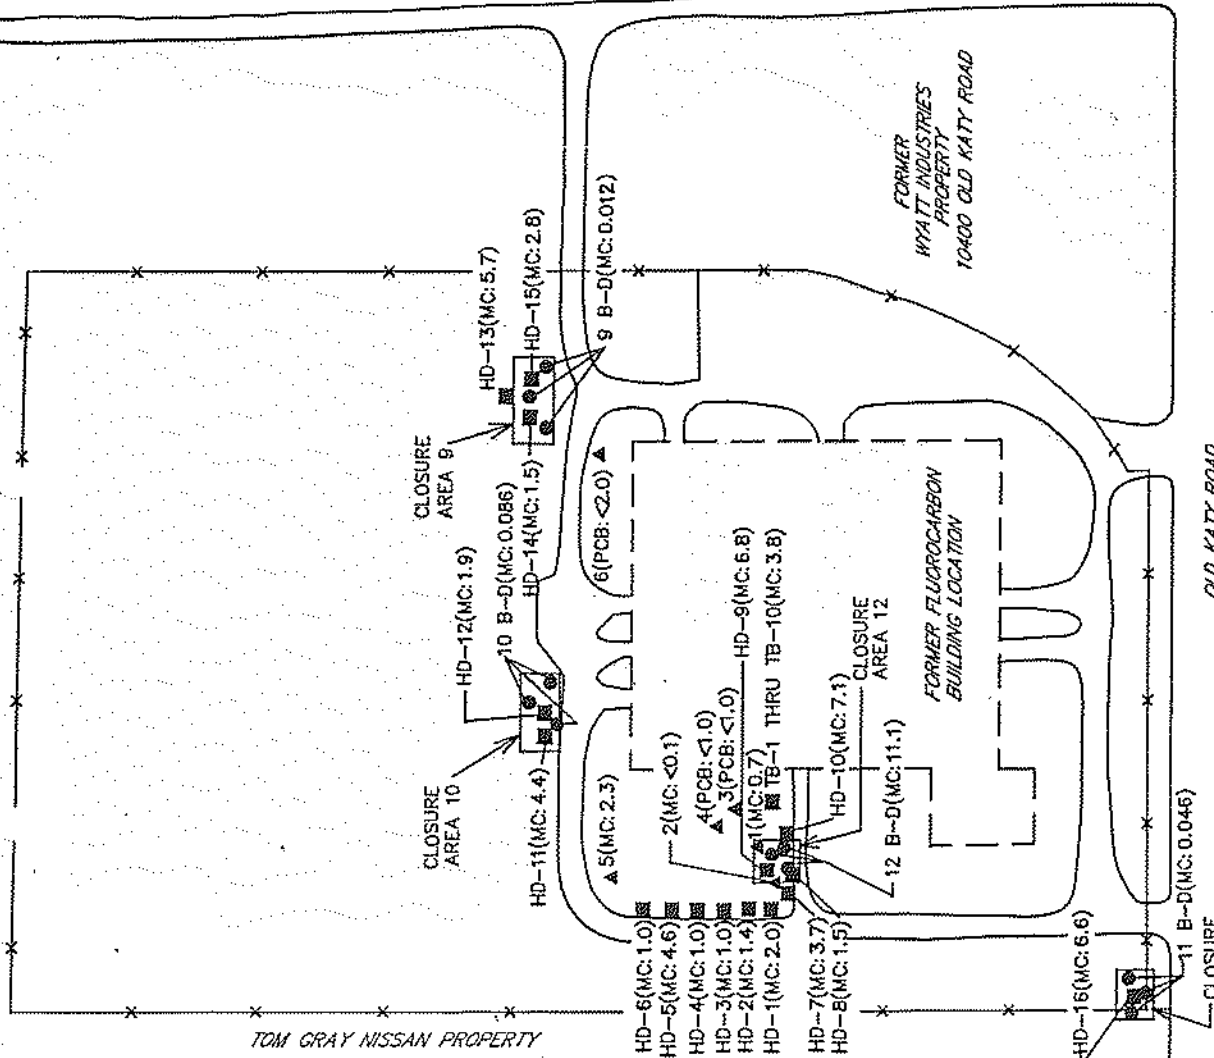 FORMER
WYATT INDUSTRIES
PROPERTY
10400 OLD KATY ROAD
HD-13(MC:5.7)
HD-15(MC:2.8)
9 B-D(MC:0.012)
CLOSURE
AREA 9
HD-14(MC:1.5)
10 B-D(MC:0.086)
HD-12(MC:1.9)
6(PCB:<2.0)
CLOSURE
AREA 10
HD-11(MC:4.4)
5(MC:2.3)
2(MC:<0.1)
4(PCB:<1.0)
3(PCB:<1.0)
1(MC:0.7)
HD-9(MC:6.8)
TB-1 THRU TB-10(MC:3.8)
HD-10(MC:7.1)
CLOSURE
AREA 12
12 B-D(MC:11.1)
FORMER FLUOROCARBON
BUILDING LOCATION
OLD KATY ROAD
HD-6(MC:1.0)
HD-5(MC:4.6)
HD-4(MC:1.0)
HD-3(MC:1.0)
HD-2(MC:1.4)
HD-1(MC:2.0)
HD-7(MC:3.7)
HD-8(MC:1.5)
HD-16(MC:6.6)
11 B-D(MC:0.046)
CLOSURE
TOM GRAY NISSAN PROPERTY